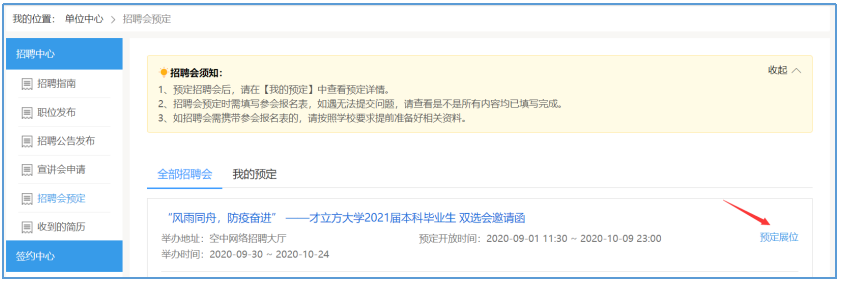 我的位置： 单位中心 > 招聘会预定
招聘中心
招聘指南
职位发布
招聘公告发布
宣讲会申请
招聘会预定
收到的简历
签约中心
招聘会须知：
收起
1、预定招聘会后，请在【我的预定】中查看预定详情。
2、招聘会预定时需填写参会报名表，如遇无法提交问题，请查看是不是所有内容均已填写完成。
3、如招聘会需携带参会报名表的，请按照学校要求提前准备好相关资料。
全部招聘会 我的预定
“风雨同舟，防疫奋进” ——才立方大学2021届本科毕业生 双选会邀请函
举办地址：空中网络招聘大厅 预定开放时间：2020-09-01 11:30 ~ 2020-10-09 23:00
预定展位
举办时间：2020-09-30 ~ 2020-10-24